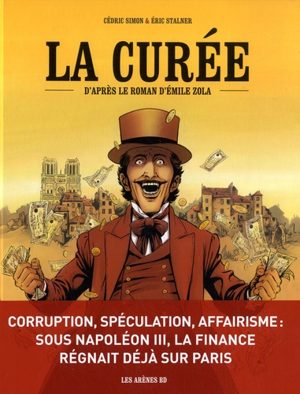 CÉDRIC SIMON & ÉRIC STALNER
LA CURÉE
D'APRÈS LE ROMAN D'ÉMILE ZOLA
CORRUPTION, SPÉCULATION, AFFAIRISME :
SOUS NAPOLÉON III, LA FINANCE
RÉGNAIT DÉJÀ SUR PARIS
LES ARÈNES BD